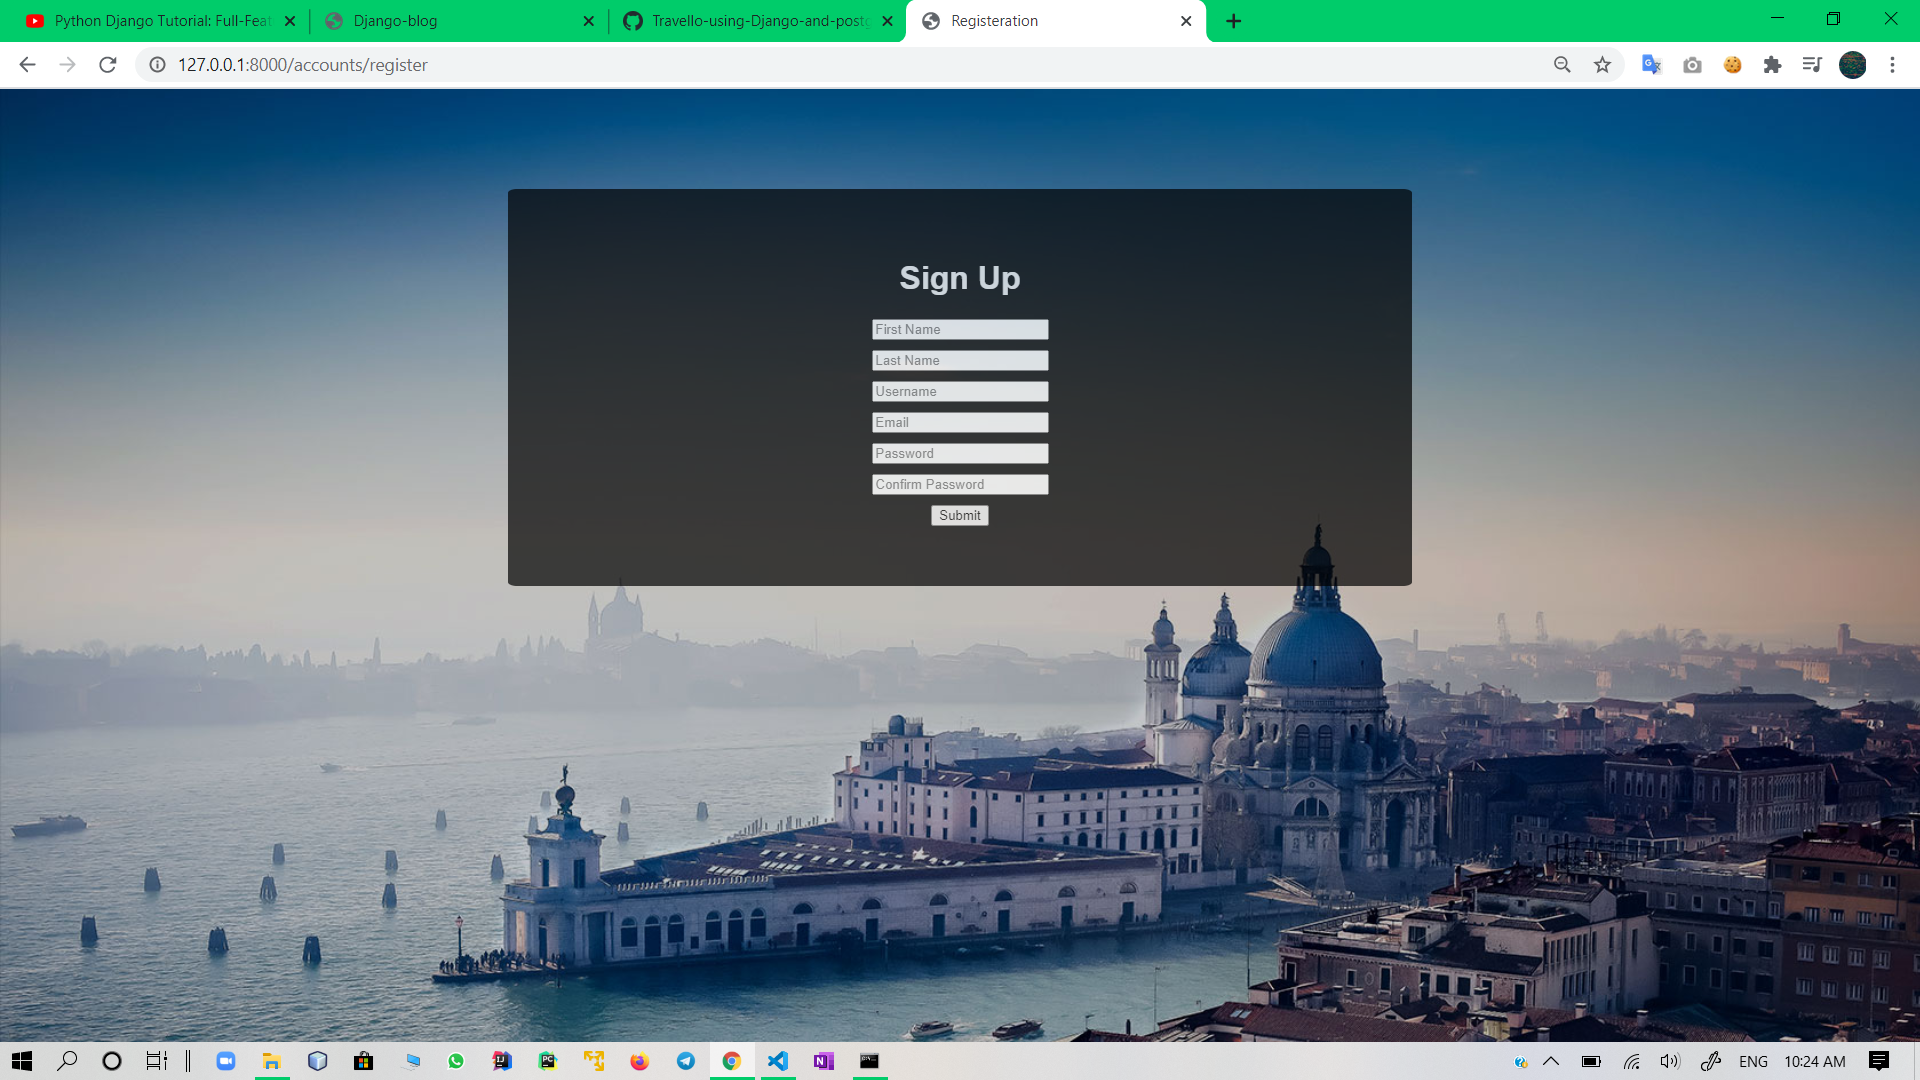 Python Django Tutorial: Full-Feat
Django-blog
Travello-using-Django-and-postg
Registeration
127.0.0.1:8000/accounts/register
Sign Up
First Name
Last Name
Username
Email
Password
Confirm Password
Submit
ENG
10:24 AM